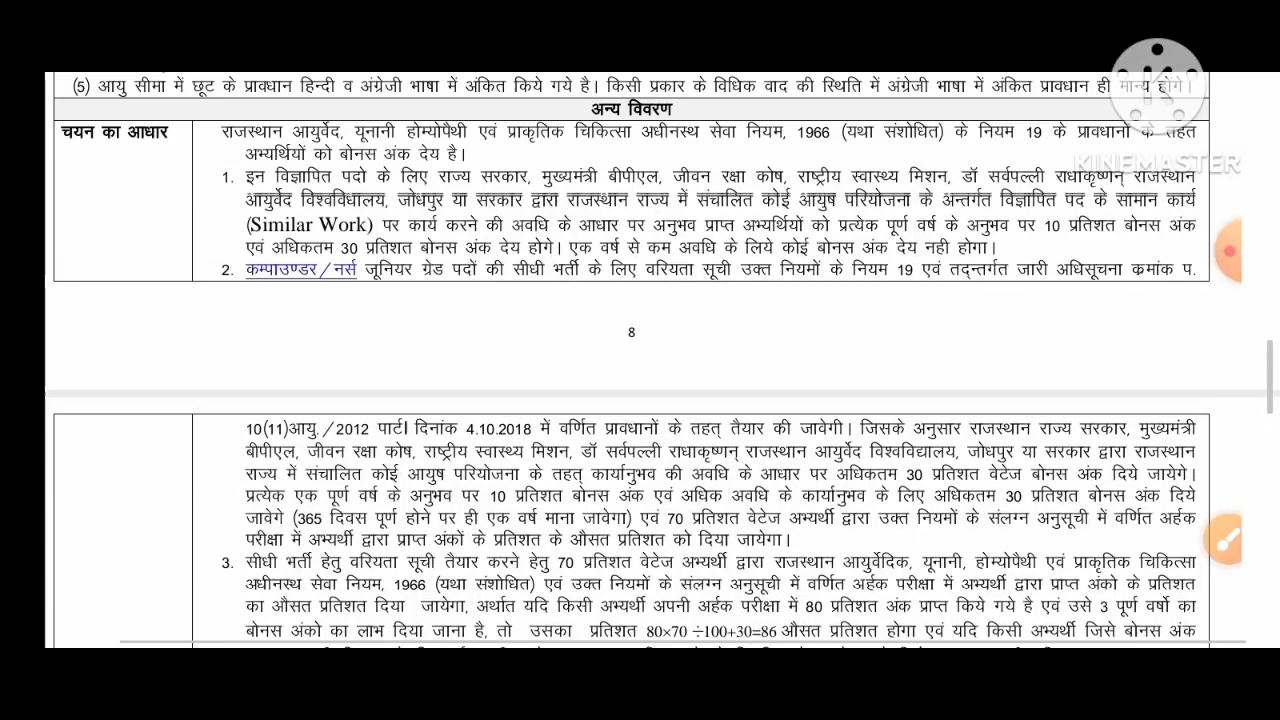 (5) आयु सीमा में छूट के प्रावधान हिन्दी व अंग्रेजी भाषा में अंकित किये गये है। किसी प्रकार के विधिक वाद की स्थिति में अंग्रेजी भाषा में अंकित प्रावधान ही मान्य होंगे।
अन्य विवरण
चयन का आधार
राजस्थान आयुर्वेद, यूनानी होम्योपैथी एवं प्राकृतिक चिकित्सा अधीनस्थ सेवा नियम, 1966 (यथा संशोधित) के नियम 19 के प्रावधानों के तहत
अभ्यर्थियों को बोनस अंक देय है।
KINEMASTER
1. इन विज्ञापित पदो के लिए राज्य सरकार, मुख्यमंत्री बीपीएल, जीवन रक्षा कोष, राष्ट्रीय स्वास्थ्य मिशन, डॉ सर्वपल्ली राधाकृष्णन् राजस्थान
आयुर्वेद विश्वविधालय, जोधपुर या सरकार द्वारा राजस्थान राज्य में संचालित कोई आयुष परियोजना के अन्तर्गत विज्ञापित पद के सामान कार्य
(Similar Work) पर कार्य करने की अवधि के आधार पर अनुभव प्राप्त अभ्यर्थियों को प्रत्येक पूर्ण वर्ष के अनुभव पर 10 प्रतिशत बोनस अंक
एवं अधिकतम 30 प्रतिशत बोनस अंक देय होगे। एक वर्ष से कम अवधि के लिये कोई बोनस अंक देय नही होगा।
2. कम्पाउण्डर/नर्स जूनियर ग्रेड पदों की सीधी भर्ती के लिए वरियता सूची उक्त नियमों के नियम 19 एवं तद्न्तर्गत जारी अधिसूचना क्रमांक प.
8
10(11)आयु./2012 पार्टI दिनांक 4.10.2018 में वर्णित प्रावधानों के तहत् तैयार की जावेगी। जिसके अनुसार राजस्थान राज्य सरकार, मुख्यमंत्री
बीपीएल, जीवन रक्षा कोष, राष्ट्रीय स्वास्थ्य मिशन, डॉ सर्वपल्ली राधाकृष्णन् राजस्थान आयुर्वेद विश्वविद्यालय, जोधपुर या सरकार द्वारा राजस्थान
राज्य में संचालित कोई आयुष परियोजना के तहत् कार्यानुभव की अवधि के आधार पर अधिकतम 30 प्रतिशत वेटेज बोनस अंक दिये जायेगे।
प्रत्येक एक पूर्ण वर्ष के अनुभव पर 10 प्रतिशत बोनस अंक एवं अधिक अवधि के कार्यानुभव के लिए अधिकतम 30 प्रतिशत बोनस अंक दिये
जावेगे (365 दिवस पूर्ण होने पर ही एक वर्ष माना जावेगा) एवं 70 प्रतिशत वेटेज अभ्यर्थी द्वारा उक्त नियमों के संलग्न अनुसूची में वर्णित अर्हक
परीक्षा में अभ्यर्थी द्वारा प्राप्त अंकों के प्रतिशत के औसत प्रतिशत को दिया जायेगा।
3. सीधी भर्ती हेतु वरियता सूची तैयार करने हेतु 70 प्रतिशत वेटेज अभ्यर्थी द्वारा राजस्थान आयुर्वेदिक, यूनानी, होम्योपैथी एवं प्राकृतिक चिकित्सा
अधीनस्थ सेवा नियम, 1966 (यथा संशोधित) एवं उक्त नियमों के संलग्न अनुसूची में वर्णित अर्हक परीक्षा में अभ्यर्थी द्वारा प्राप्त अंको के प्रतिशत
का औसत प्रतिशत दिया जायेगा, अर्थात यदि किसी अभ्यर्थी अपनी अर्हक परीक्षा में 80 प्रतिशत अंक प्राप्त किये गये है एवं उसे 3 पूर्ण वर्षो का
बोनस अंको का लाभ दिया जाना है, तो उसका प्रतिशत 80×70 ÷100+30=86 औसत प्रतिशत होगा एवं यदि किसी अभ्यर्थी जिसे बोनस अंक